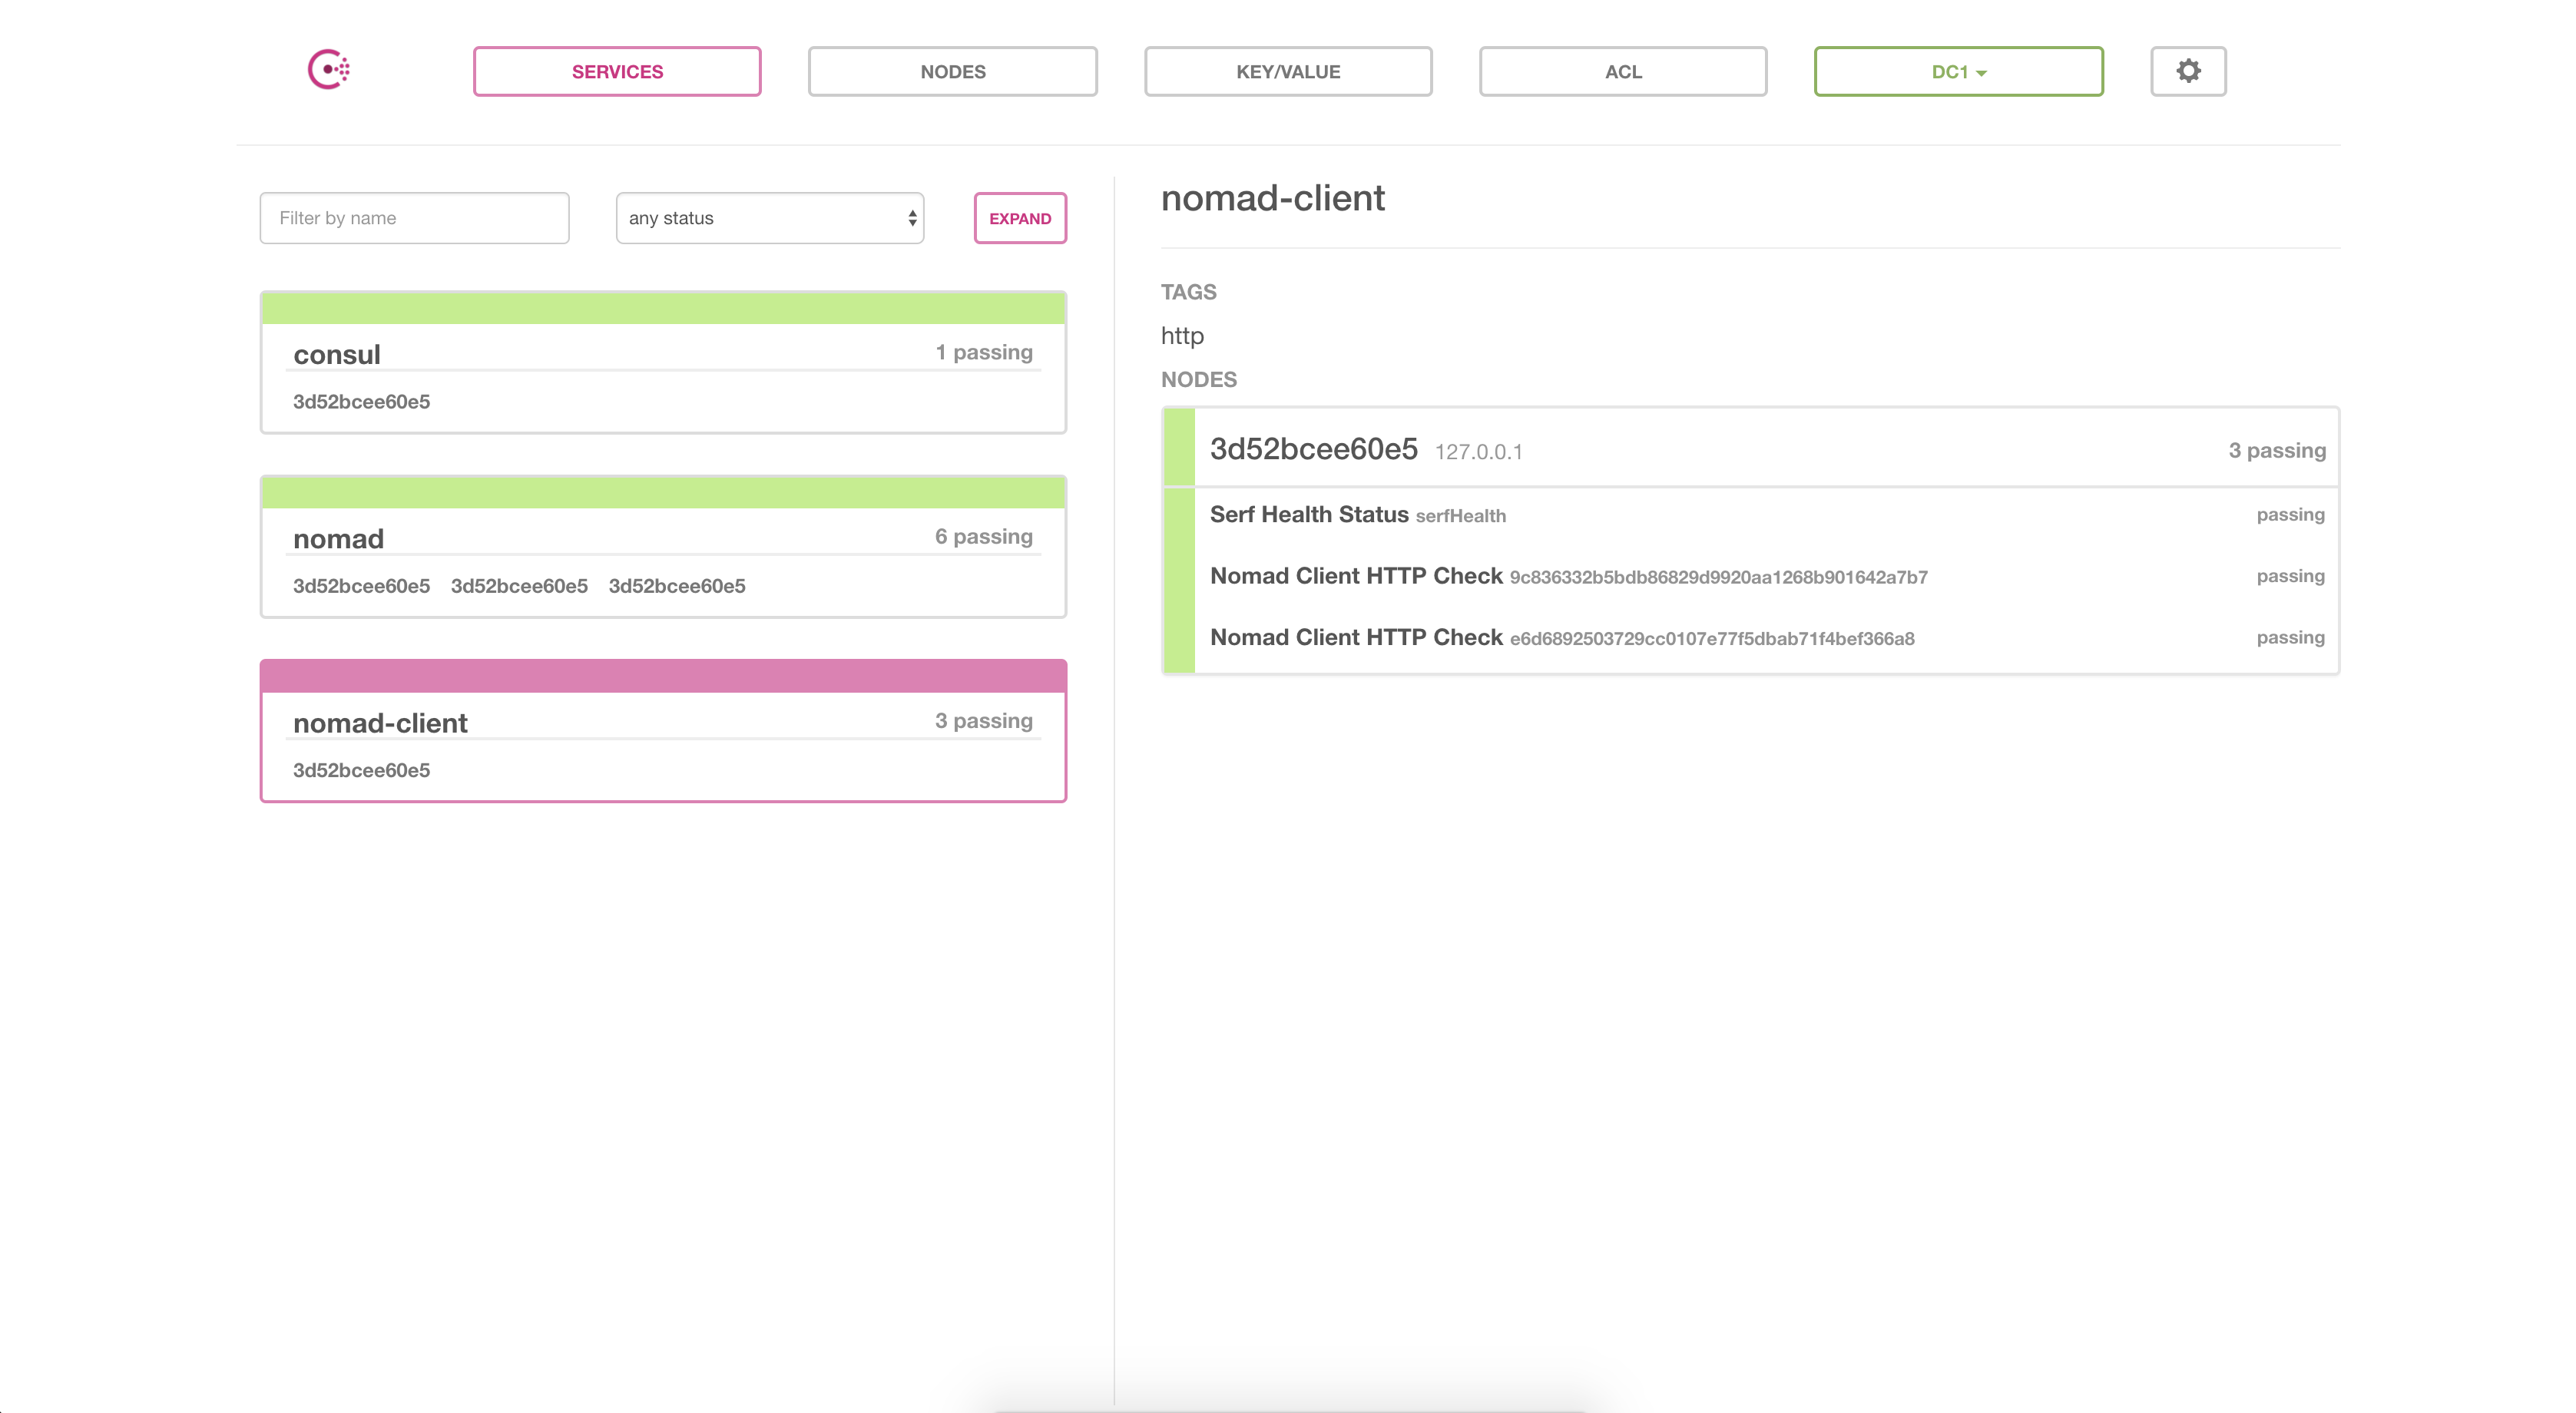 SERVICES NODES KEY/VALUE ACL DC1
Filter by name any status EXPAND
consul 1 passing
3d52bcee60e5
nomad 6 passing
3d52bcee60e5 3d52bcee60e5 3d52bcee60e5
nomad-client 3 passing
3d52bcee60e5
nomad-client
TAGS
http
NODES
3d52bcee60e5 127.0.0.1 3 passing
Serf Health Status serfHealth passing
Nomad Client HTTP Check 9c836332b5bdb86829d9920aa1268b901642a7b7 passing
Nomad Client HTTP Check e6d6892503729cc0107e77f5dbab71f4bef366a8 passing